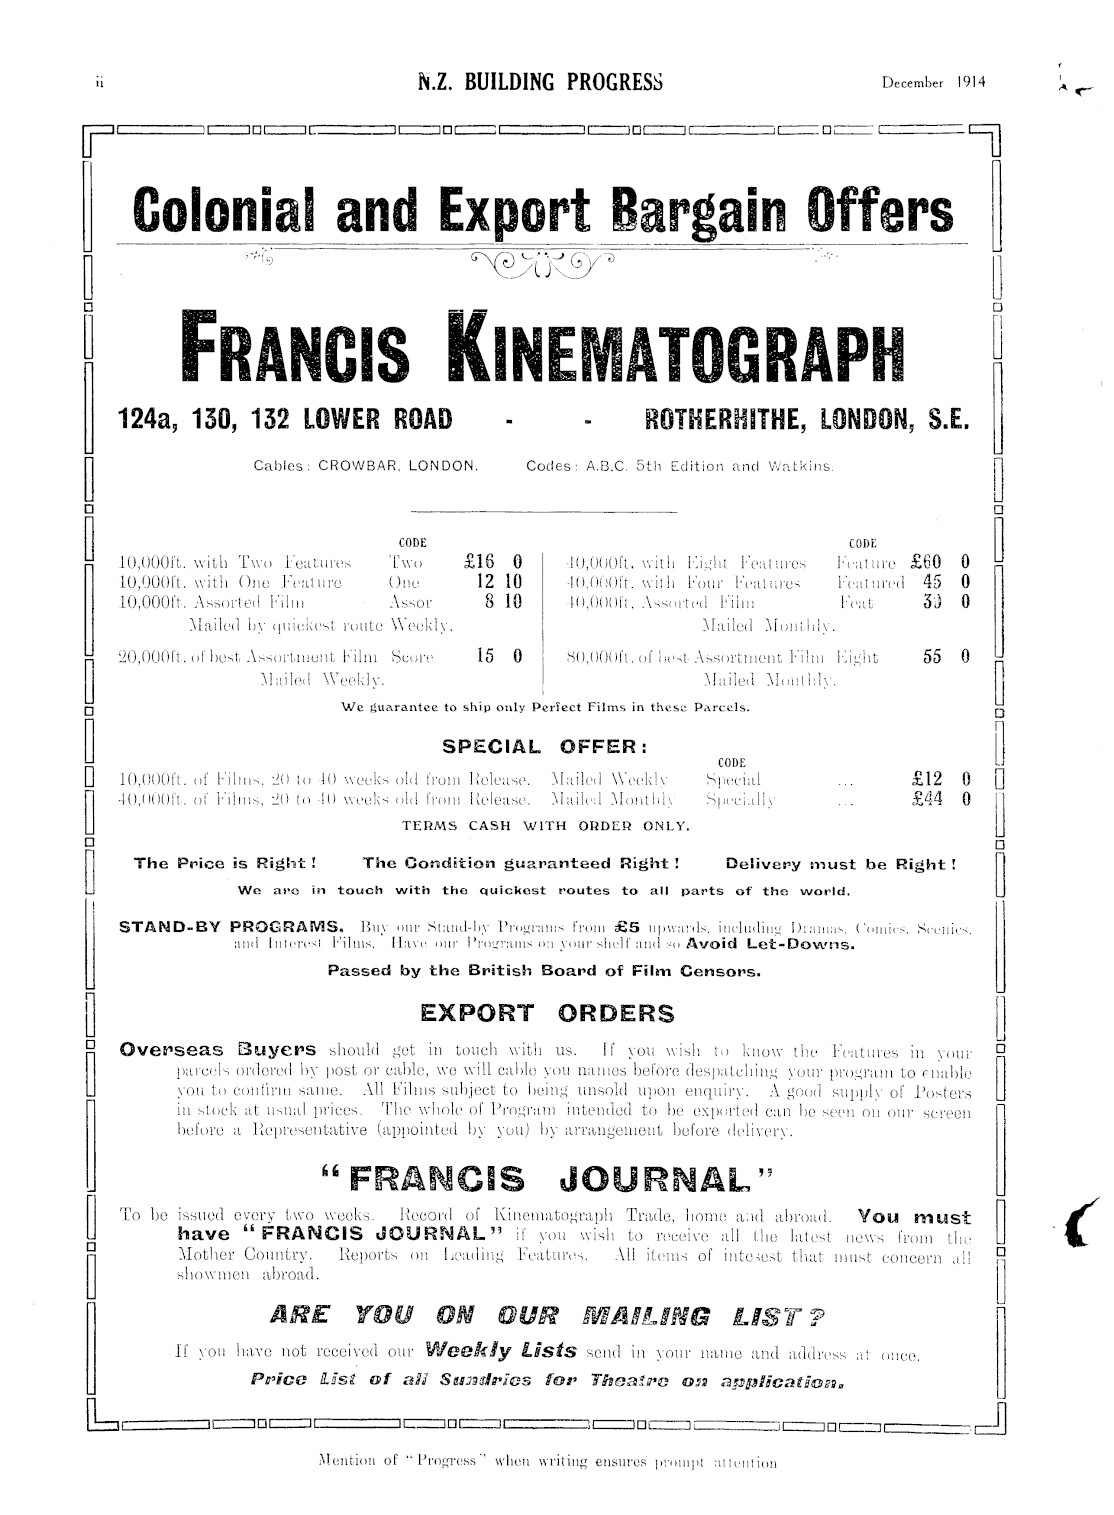 ii
N.Z. BUILDING PROGRESS
December 1914
Colonial and Export Bargain Offers
FRANCIS KINEMATOGRAPH
124a, 130, 132 LOWER ROAD - - ROTHERHITHE, LONDON, S.E.
Cables: CROWBAR, LONDON. Codes: A.B.C. 5th Edition and Watkins.
CODE
10,000ft. with Two Features Two £16 0
10,000ft. with One Feature One 12 10
10,000ft. Assorted Film Assor 8 10
Mailed by quickest route Weekly.
20,000ft. of best Assortment Film Score 15 0
Mailed Weekly.
CODE
40,000ft. with Eight Features Feature £60 0
40,000ft. with Four Features Featured 45 0
40,000ft. Assorted Film Feat 30 0
Mailed Monthly.
80,000ft. of best Assortment Film Eight 55 0
Mailed Monthly.
We guarantee to ship only Perfect Films in these Parcels.
SPECIAL OFFER:
CODE
10,000ft. of Films, 20 to 40 weeks old from Release. Mailed Weekly Special ... £12 0
40,000ft. of Films, 20 to 40 weeks old from Release. Mailed Monthly Specially ... £44 0
TERMS CASH WITH ORDER ONLY.
The Price is Right! The Condition guaranteed Right! Delivery must be Right!
We are in touch with the quickest routes to all parts of the world.
STAND-BY PROGRAMS. Buy our Stand-by Programs from £5 upwards, including Dramas, Comics, Scenics,
and Interest Films. Have our Programs on your shelf and so Avoid Let-Downs.
Passed by the British Board of Film Censors.
EXPORT ORDERS
Overseas Buyers should get in touch with us. If you wish to know the Features in your
parcels ordered by post or cable, we will cable you names before despatching your program to enable
you to confirm same. All Films subject to being unsold upon enquiry. A good supply of Posters
in stock at usual prices. The whole of Program intended to be exported can be seen on our screen
before a Representative (appointed by you) by arrangement before delivery.
"FRANCIS JOURNAL"
To be issued every two weeks. Record of Kinematograph Trade, home and abroad. You must
have "FRANCIS JOURNAL" if you wish to receive all the latest news from the
Mother Country. Reports on Leading Features. All items of intesest that must concern all
showmen abroad.
ARE YOU ON OUR MAILING LIST?
If you have not received our Weekly Lists send in your name and address at once.
Price List of all Sundries for Theatre on application.
Mention of "Progress" when writing ensures prompt attention